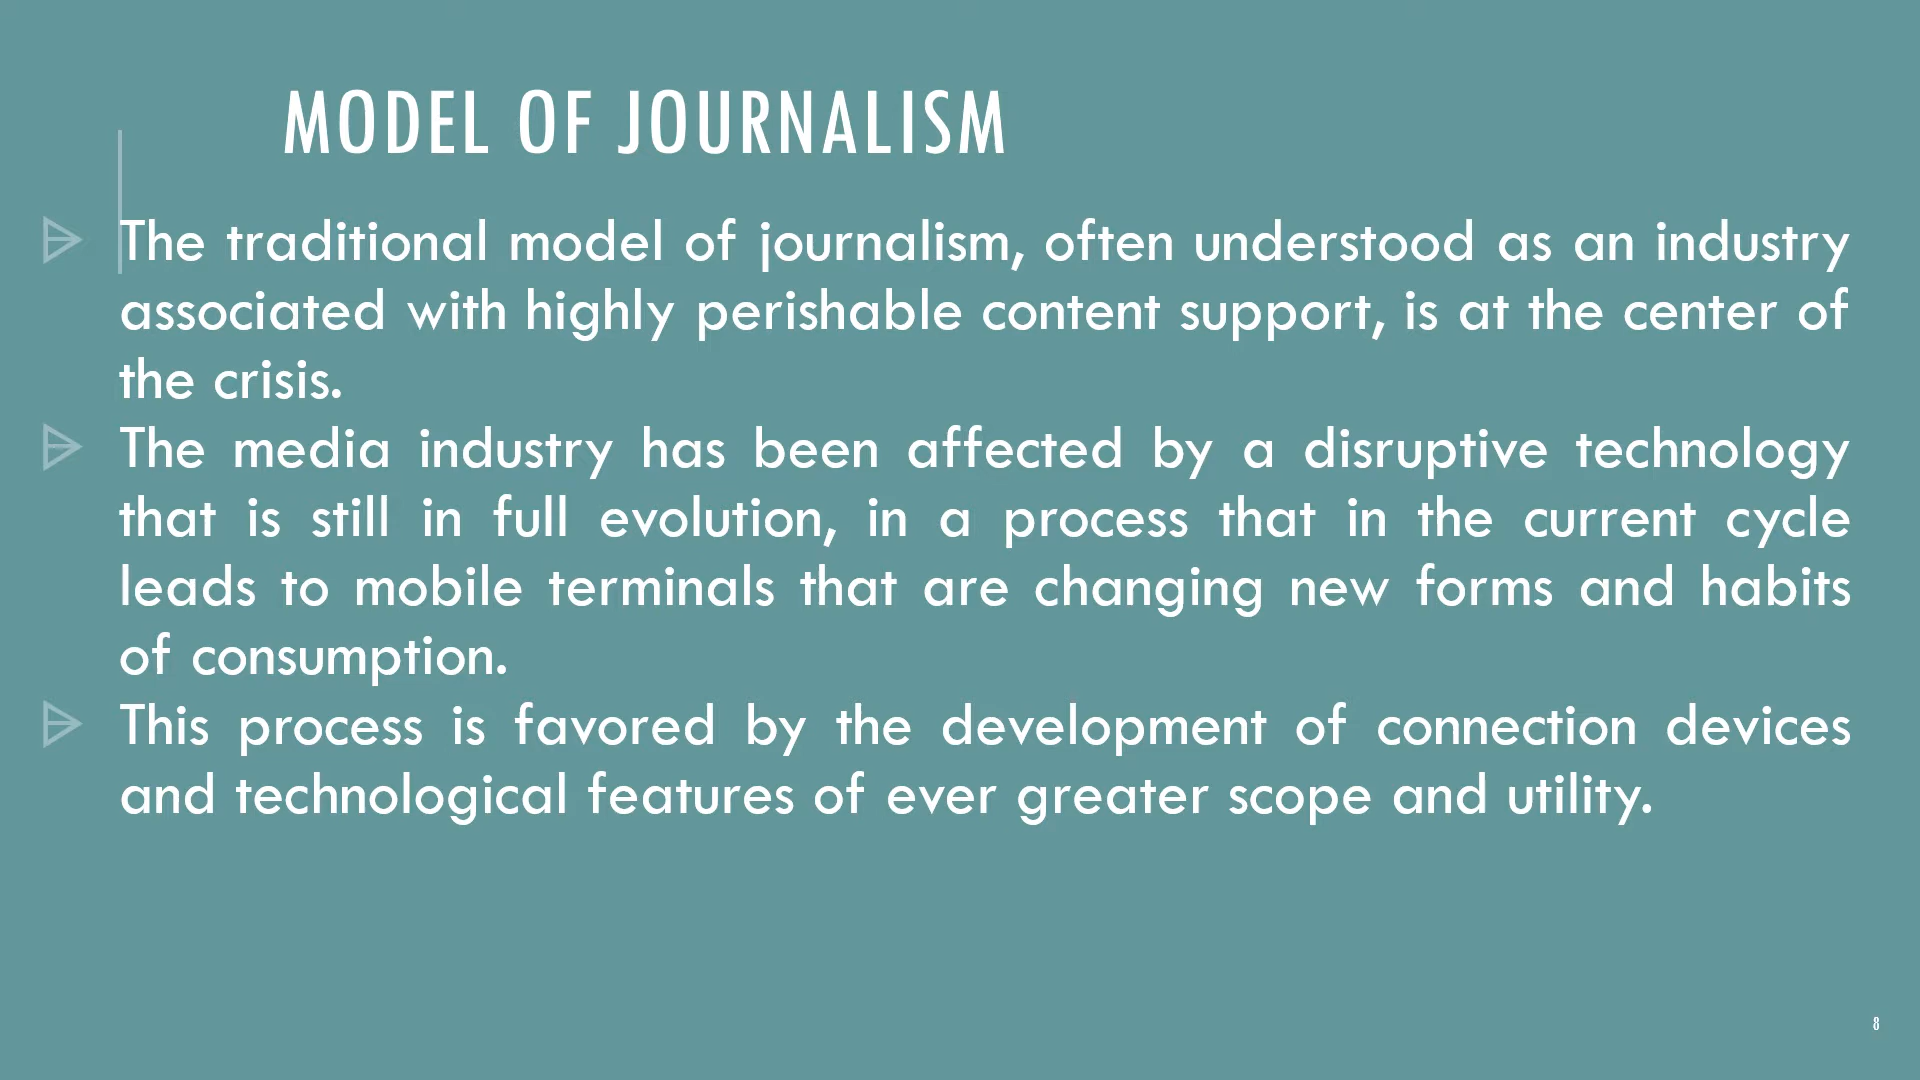 MODEL OF JOURNALISM
The traditional model of journalism, often understood as an industry
associated with highly perishable content support, is at the center of
the crisis.
The media industry has been affected by a disruptive technology
that is still in full evolution, in a process that in the current cycle
leads to mobile terminals that are changing new forms and habits
of consumption.
This process is favored by the development of connection devices
and technological features of ever greater scope and utility.
8